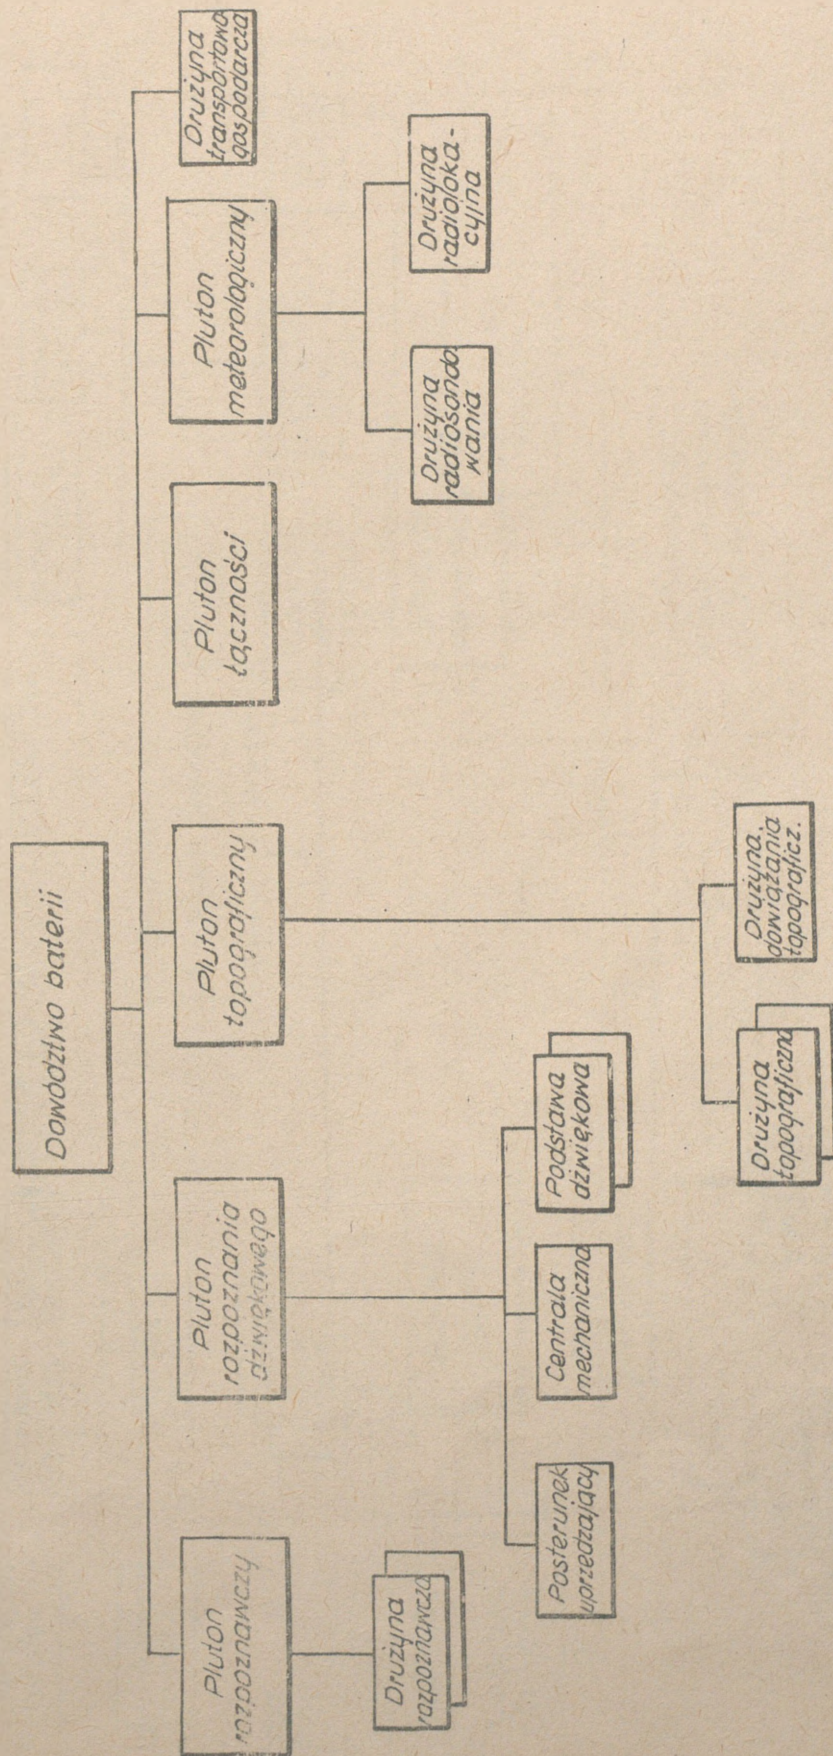 Dowództwo baterii
Pluton
rozpoznawczy
Pluton
rozpoznania
dźwiękowego
Pluton
topograficzny
Pluton
łączności
Pluton
meteorologiczny
Drużyna
transportowo
gospodarcza
Drużyna
rozpoznawcza
Posterunek
uprzedzający
Centrala
mechaniczna
Podstawa
dźwiękowa
Drużyna
topograficzna
Drużyna
dowiązania
topograficz.
Drużyna
radiosondo
wania
Drużyna
radioloka-
cyjna